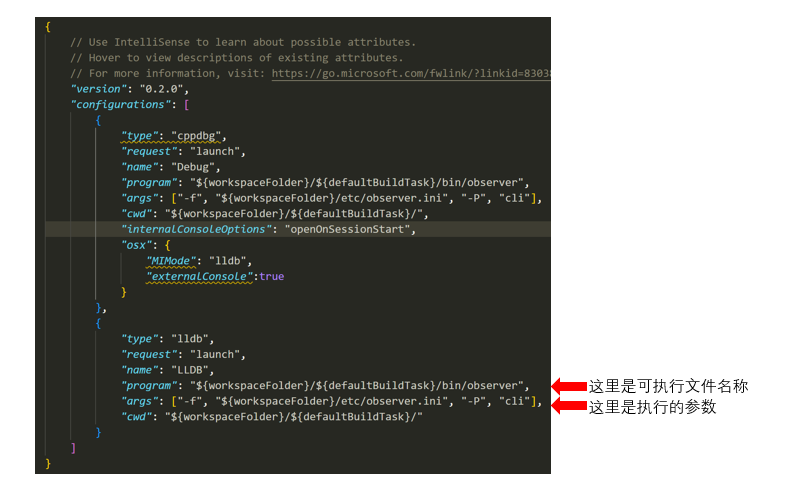 {
// Use IntelliSense to learn about possible attributes.
// Hover to view descriptions of existing attributes.
// For more information, visit: https://go.microsoft.com/fwlink/?linkid=8303
"version": "0.2.0",
"configurations": [
{
"type": "cppdbg",
"request": "launch",
"name": "Debug",
"program": "${workspaceFolder}/${defaultBuildTask}/bin/observer",
"args": ["-f", "${workspaceFolder}/etc/observer.ini", "-P", "cli"],
"cwd": "${workspaceFolder}/${defaultBuildTask}/",
"internalConsoleOptions": "openOnSessionStart",
"osx": {
"MIMode": "lldb",
"externalConsole":true
}
},
{
"type": "lldb",
"request": "launch",
"name": "LLDB",
"program": "${workspaceFolder}/${defaultBuildTask}/bin/observer", 这里是可执行文件名称
"args": ["-f", "${workspaceFolder}/etc/observer.ini", "-P", "cli"], 这里是执行的参数
"cwd": "${workspaceFolder}/${defaultBuildTask}/"
}
]
}